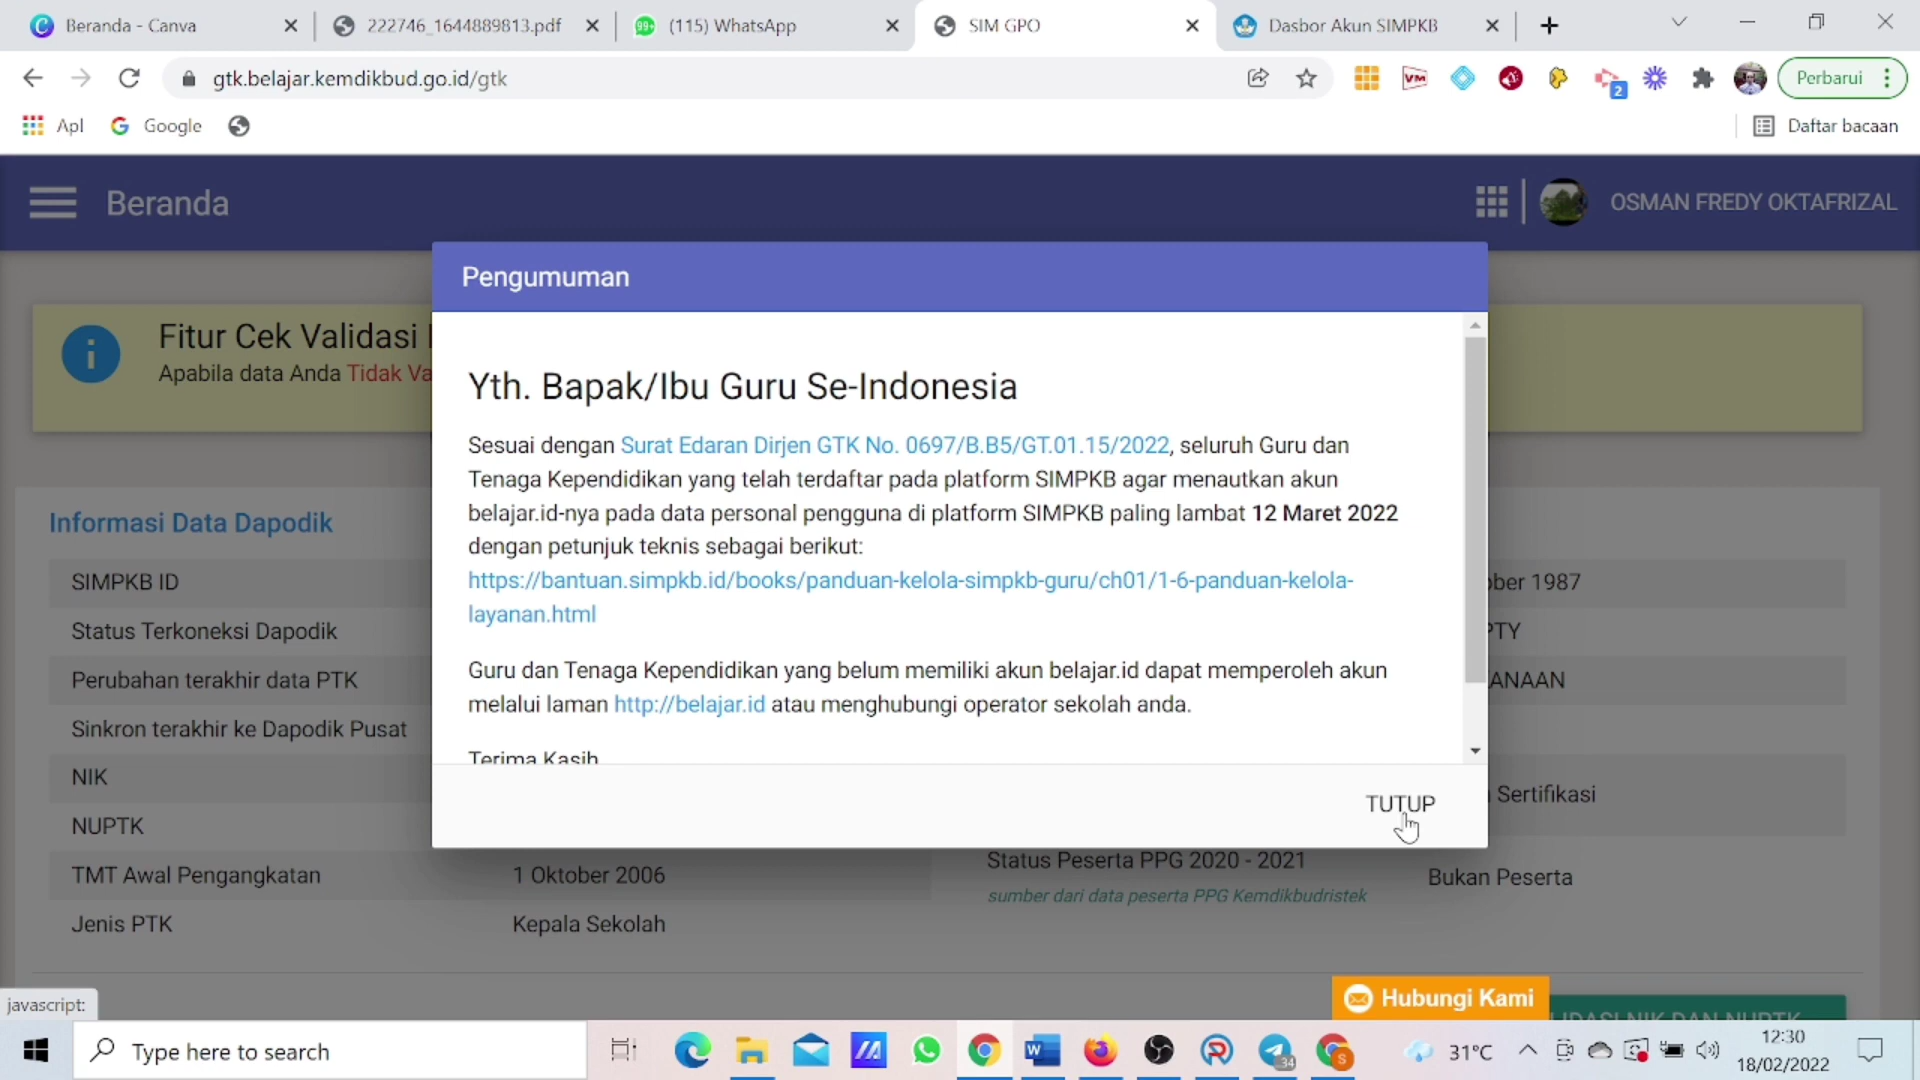 Beranda - Canva
222746_1644889813.pdf
99+
(115) WhatsApp
SIM GPO
Dasbor Akun SIMPKB
gtk.belajar.kemdikbud.go.id/gtk
VM
2
Perbarui
Apl
Google
Daftar bacaan
Beranda
OSMAN FREDY OKTAFRIZAL
Pengumuman
Fitur Cek Validasi
Apabila data Anda Tidak Va
Yth. Bapak/Ibu Guru Se-Indonesia
Sesuai dengan Surat Edaran Dirjen GTK No. 0697/B.B5/GT.01.15/2022, seluruh Guru dan
Tenaga Kependidikan yang telah terdaftar pada platform SIMPKB agar menautkan akun
belajar.id-nya pada data personal pengguna di platform SIMPKB paling lambat 12 Maret 2022
dengan petunjuk teknis sebagai berikut:
https://bantuan.simpkb.id/books/panduan-kelola-simpkb-guru/ch01/1-6-panduan-kelola-
layanan.html
Guru dan Tenaga Kependidikan yang belum memiliki akun belajar.id dapat memperoleh akun
melalui laman http://belajar.id atau menghubungi operator sekolah anda.
Terima Kasih
TUTUP
Informasi Data Dapodik
SIMPKB ID
ber 1987
Status Terkoneksi Dapodik
PTY
Perubahan terakhir data PTK
ANAAN
Sinkron terakhir ke Dapodik Pusat
NIK
Sertifikasi
NUPTK
TMT Awal Pengangkatan
1 Oktober 2006
Status Peserta PPG 2020 - 2021
sumber dari data peserta PPG Kemdikbudristek
Bukan Peserta
Jenis PTK
Kepala Sekolah
javascript:
Hubungi Kami
IDASI NIK DAN NUPTK
Type here to search
34
S
31°C
12:30
18/02/2022